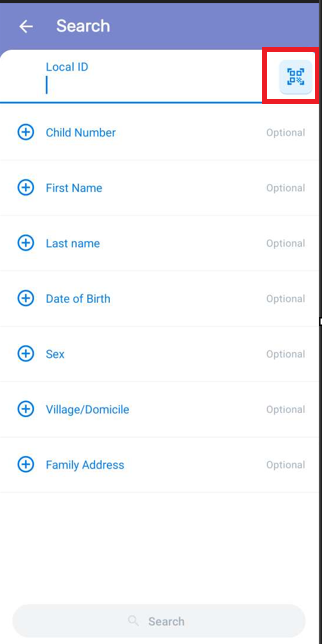 Search
Local ID
Child Number Optional
First Name Optional
Last name Optional
Date of Birth Optional
Sex Optional
Village/Domicile Optional
Family Address Optional
Search